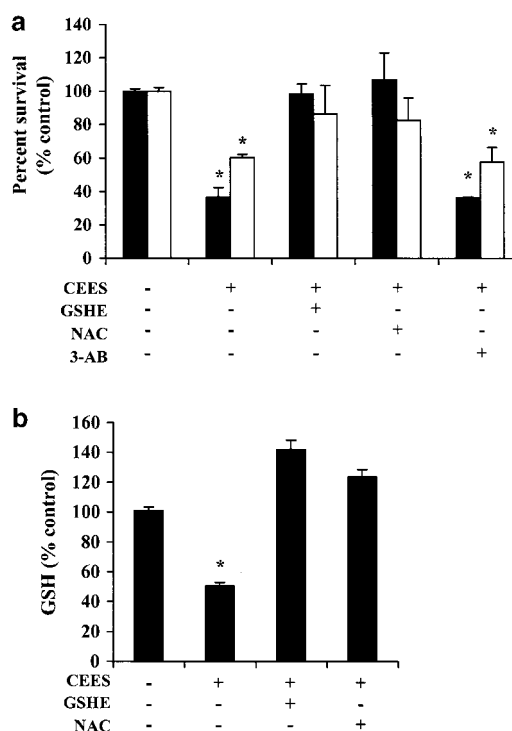 a
Percent survival
(% control)
140
120
100
80
60
40
20
0
* * * *
CEES - + + + +
GSHE - - + - -
NAC - - - + -
3-AB - - - - +
b
GSH (% control)
160
140
120
100
80
60
40
20
0
*
CEES - + + +
GSHE - - + -
NAC - - - +